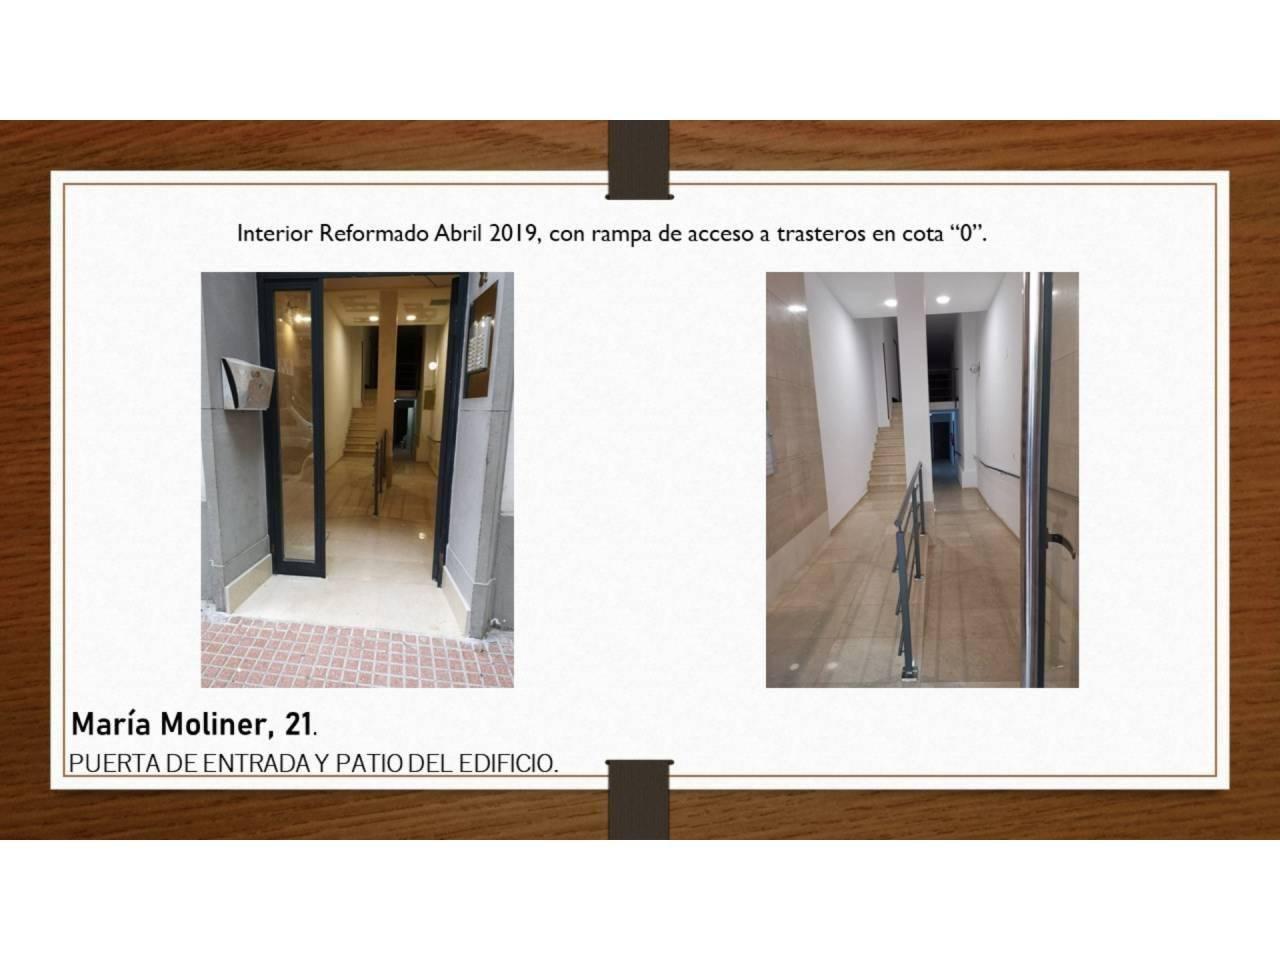 Interior Reformado Abril 2019, con rampa de acceso a trasteros en cota “0”.
María Moliner, 21.
PUERTA DE ENTRADA Y PATIO DEL EDIFICIO.